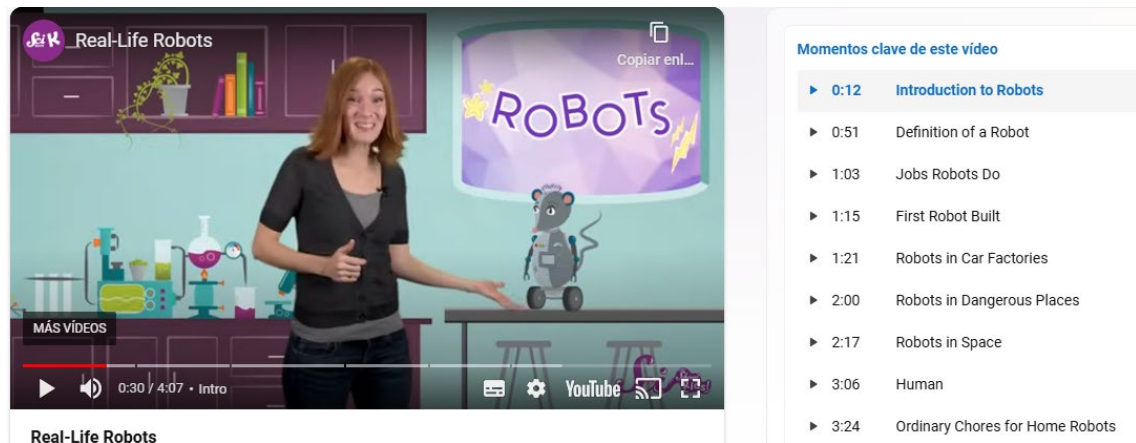 Sci K
Real-Life Robots
Copiar enl...
ROBOTS
MÁS VÍDEOS
0:30 / 4:07 • Intro
YouTube
Real-Life Robots
Momentos clave de este vídeo
0:12 Introduction to Robots
0:51 Definition of a Robot
1:03 Jobs Robots Do
1:15 First Robot Built
1:21 Robots in Car Factories
2:00 Robots in Dangerous Places
2:17 Robots in Space
3:06 Human
3:24 Ordinary Chores for Home Robots